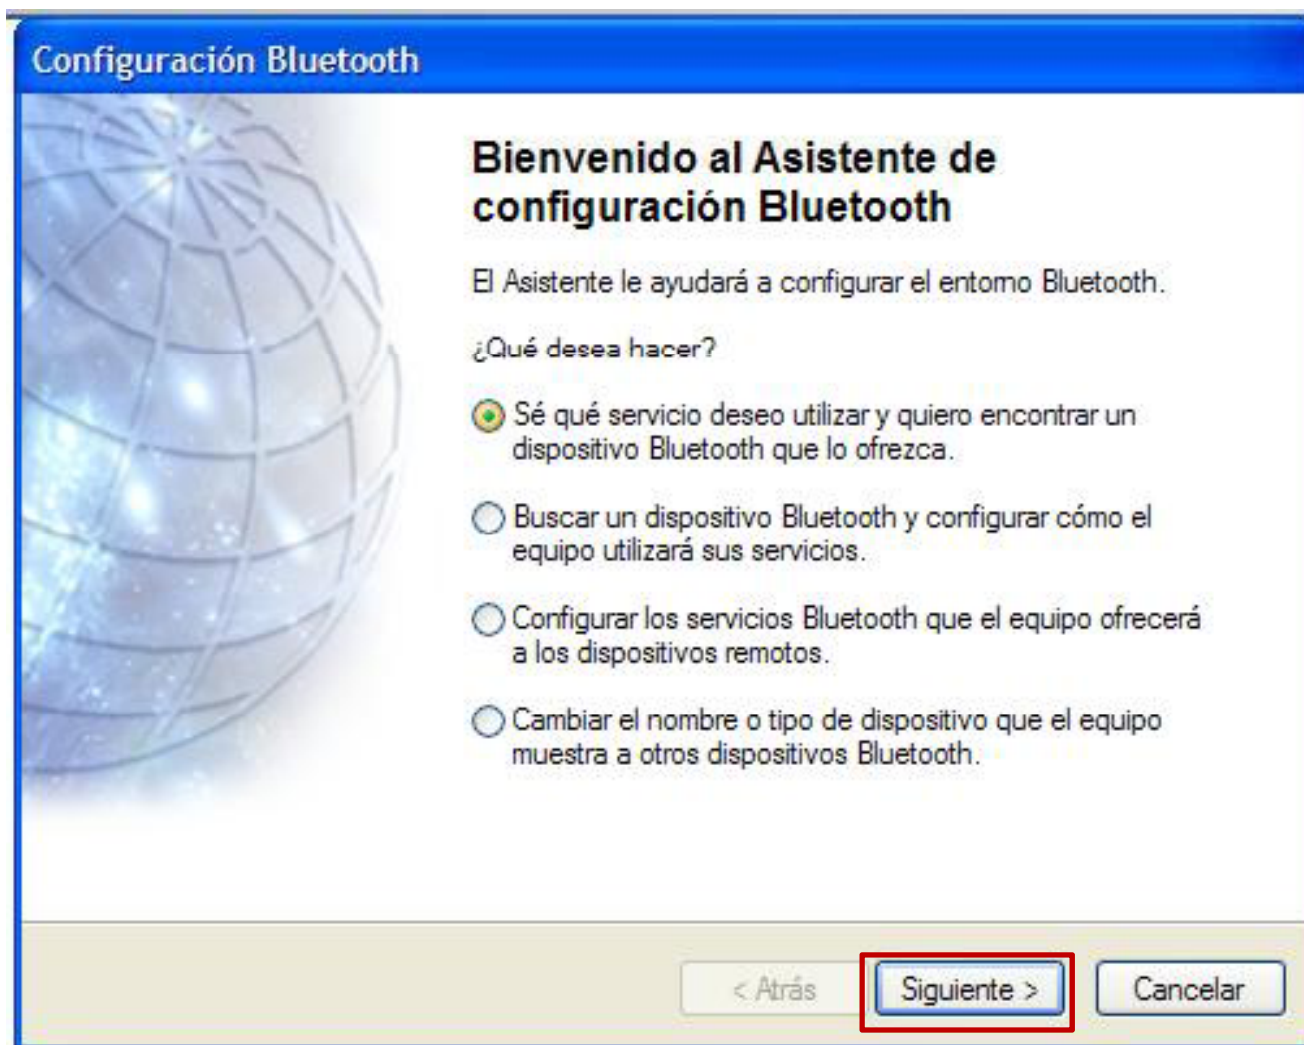 Configuración Bluetooth
Bienvenido al Asistente de
configuración Bluetooth
El Asistente le ayudará a configurar el entorno Bluetooth.
¿Qué desea hacer?
Sé qué servicio deseo utilizar y quiero encontrar un
dispositivo Bluetooth que lo ofrezca.
Buscar un dispositivo Bluetooth y configurar cómo el
equipo utilizará sus servicios.
Configurar los servicios Bluetooth que el equipo ofrecerá
a los dispositivos remotos.
Cambiar el nombre o tipo de dispositivo que el equipo
muestra a otros dispositivos Bluetooth.
< Atrás Siguiente > Cancelar